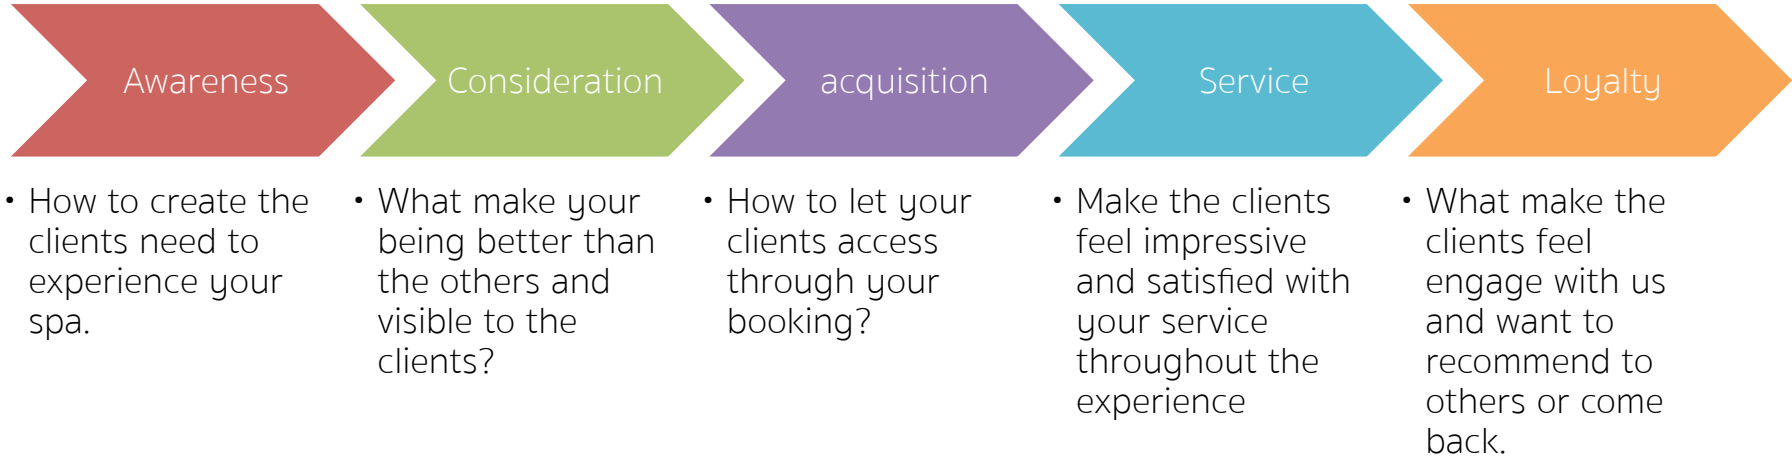 Awareness
Consideration
acquisition
Service
Loyalty
• How to create the
clients need to
experience your
spa.
• What make your
being better than
the others and
visible to the
clients?
• How to let your
clients access
through your
booking?
• Make the clients
feel impressive
and satisfied with
your service
throughout the
experience
• What make the
clients feel
engage with us
and want to
recommend to
others or come
back.